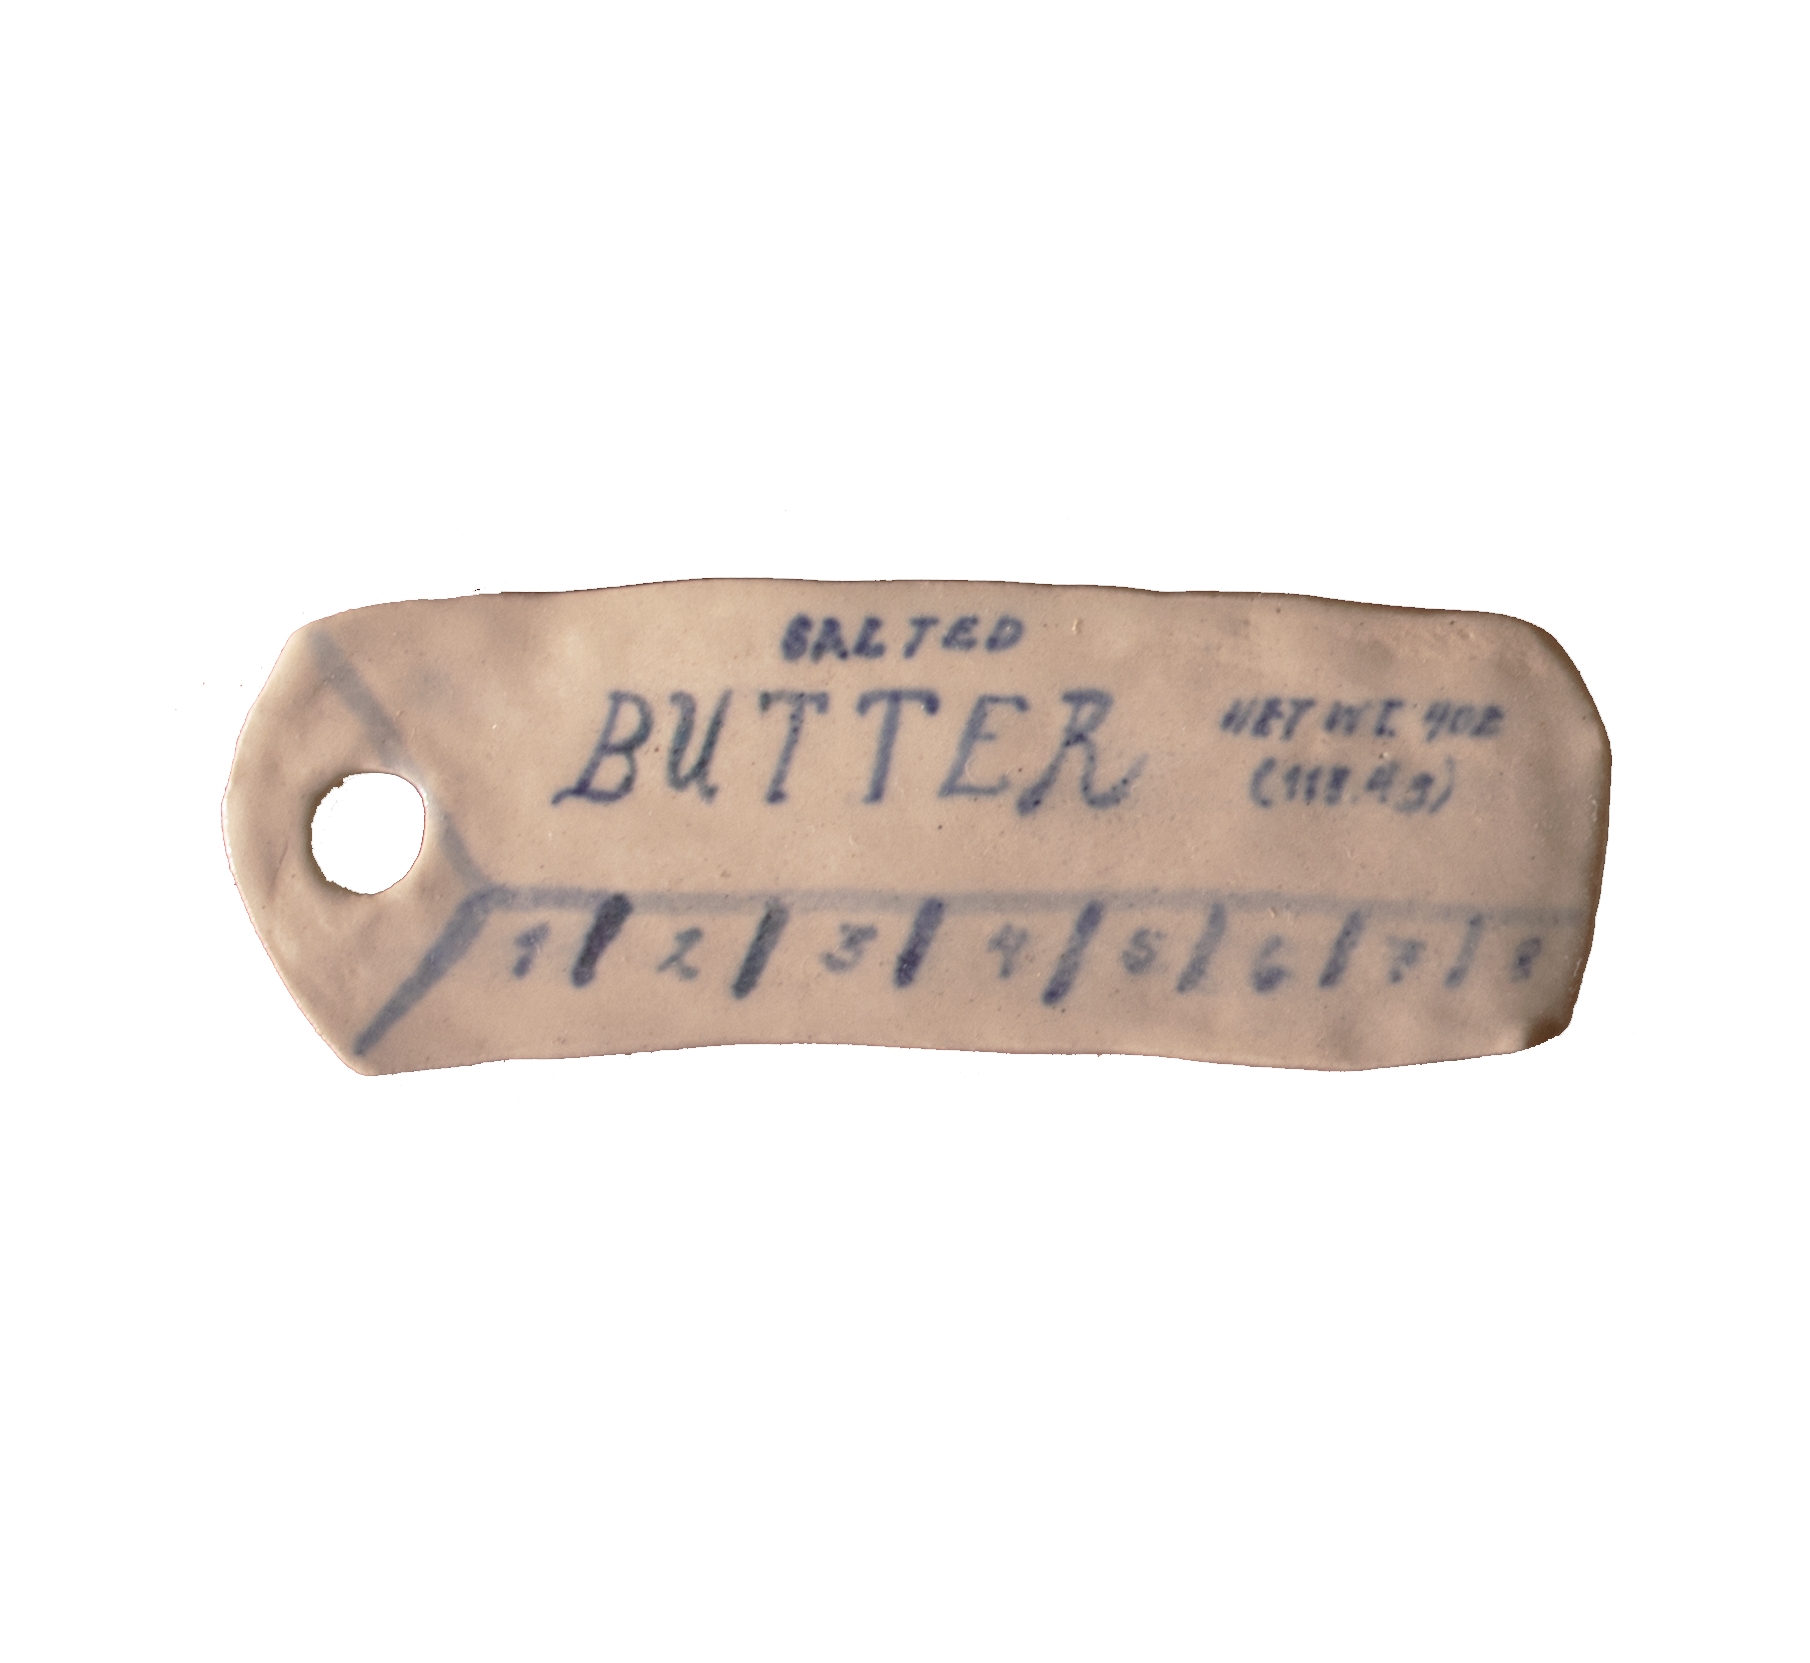 SALTED
BUTTER
NET WT. 4OZ
(113.4g)
1 2 3 4 5 6 7 8